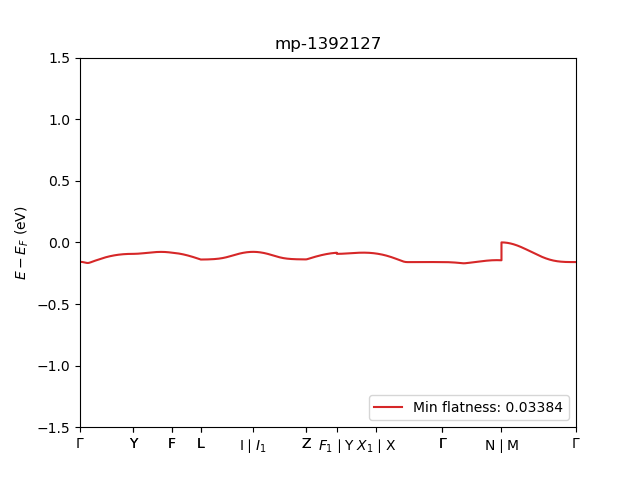 mp-1392127
E − E_F (eV)
1.5
1.0
0.5
0.0
−0.5
−1.0
−1.5
Min flatness: 0.03384
Γ Y F L I | I₁ Z F₁ | Y X₁ | X Γ N | M Γ